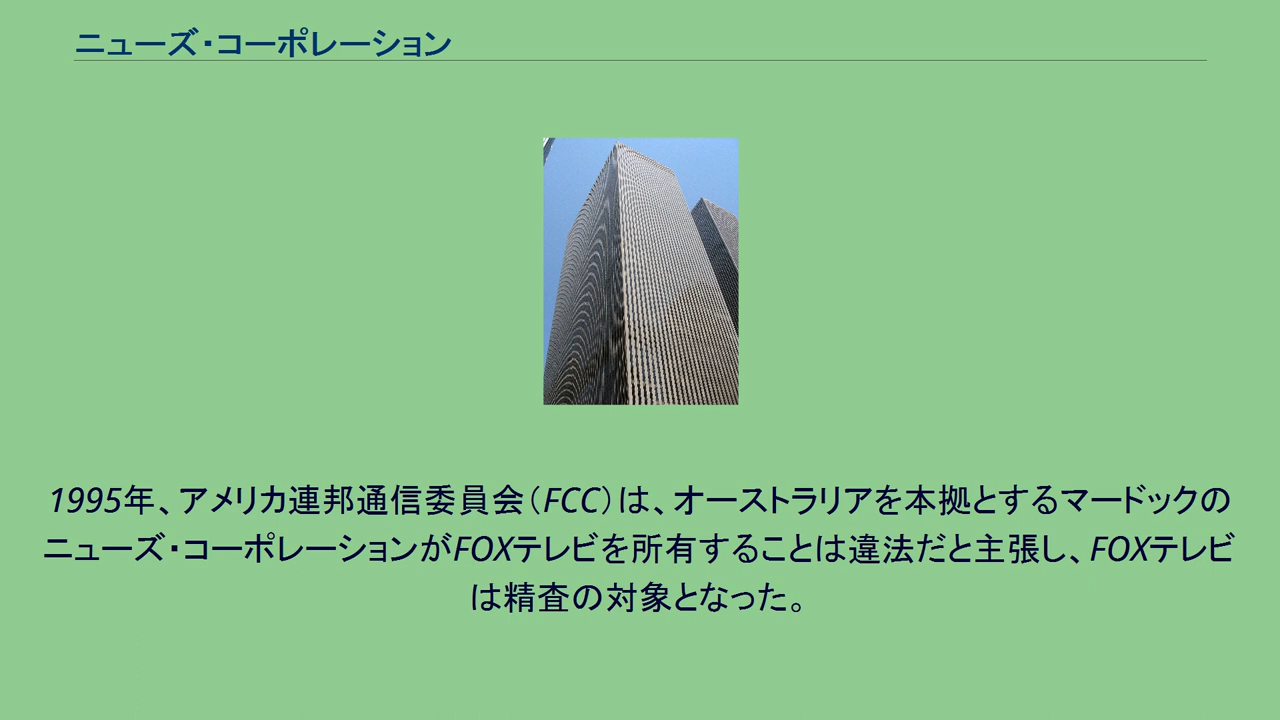 ニューズ・コーポレーション
1995年、アメリカ連邦通信委員会（FCC）は、オーストラリアを本拠とするマードックの
ニューズ・コーポレーションがFOXテレビを所有することは違法だと主張し、FOXテレビ
は精査の対象となった。